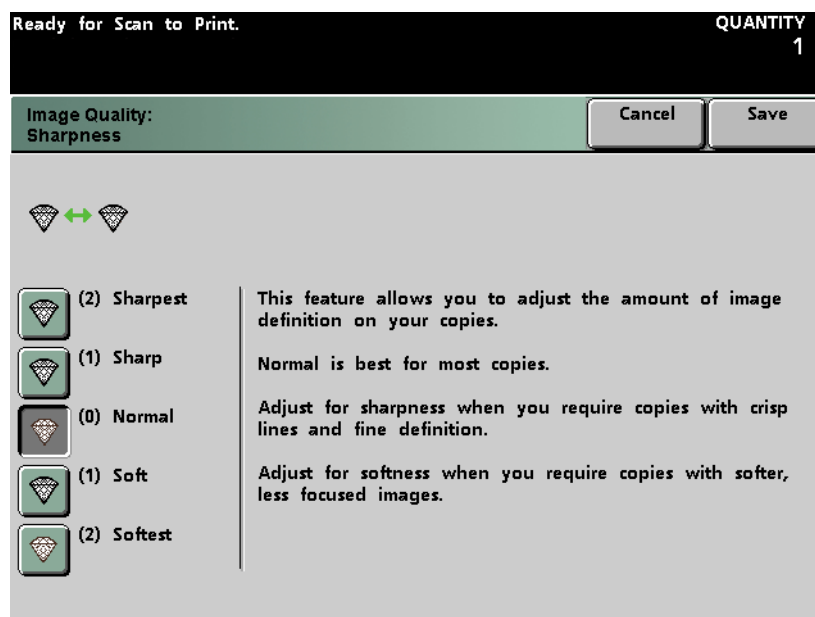 Ready for Scan to Print.
QUANTITY
1
Image Quality:
Sharpness
Cancel
Save
(2) Sharpest
(1) Sharp
(0) Normal
(1) Soft
(2) Softest
This feature allows you to adjust the amount of image
definition on your copies.
Normal is best for most copies.
Adjust for sharpness when you require copies with crisp
lines and fine definition.
Adjust for softness when you require copies with softer,
less focused images.